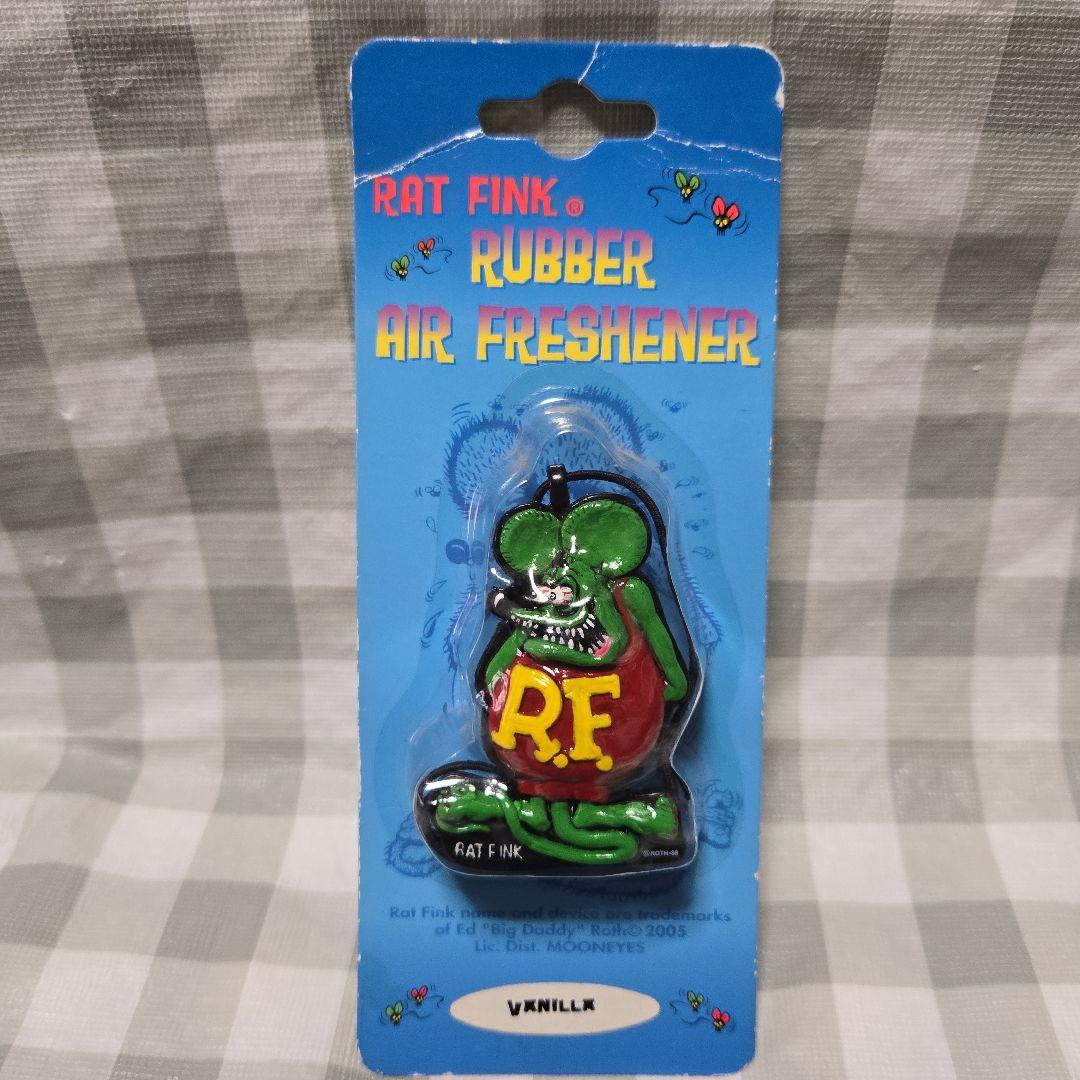 RAT FINK®
RUBBER
AIR FRESHENER
R.F.
RAT FINK
©ROTH-88
Rat Fink name and device are trademarks
of Ed "Big Daddy" Roth© 2005
Lic. Dist. MOONEYES
VANILLA